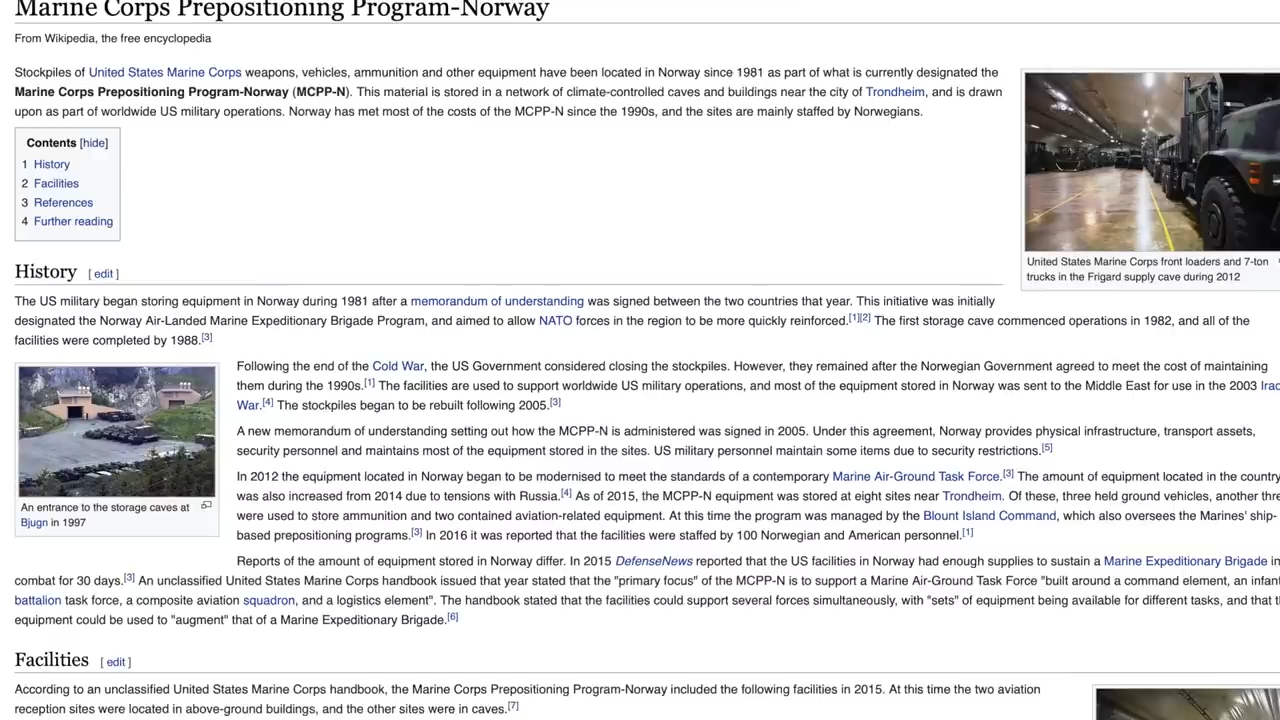 Marine Corps Prepositioning Program-Norway
From Wikipedia, the free encyclopedia
Stockpiles of United States Marine Corps weapons, vehicles, ammunition and other equipment have been located in Norway since 1981 as part of what is currently designated the
Marine Corps Prepositioning Program-Norway (MCPP-N). This material is stored in a network of climate-controlled caves and buildings near the city of Trondheim, and is drawn
upon as part of worldwide US military operations. Norway has met most of the costs of the MCPP-N since the 1990s, and the sites are mainly staffed by Norwegians.
Contents [hide]
1 History
2 Facilities
3 References
4 Further reading
United States Marine Corps front loaders and 7-ton
trucks in the Frigard supply cave during 2012
History [ edit ]
The US military began storing equipment in Norway during 1981 after a memorandum of understanding was signed between the two countries that year. This initiative was initially
designated the Norway Air-Landed Marine Expeditionary Brigade Program, and aimed to allow NATO forces in the region to be more quickly reinforced.[1][2] The first storage cave commenced operations in 1982, and all of the
facilities were completed by 1988.[3]
An entrance to the storage caves at
Bjugn in 1997
Following the end of the Cold War, the US Government considered closing the stockpiles. However, they remained after the Norwegian Government agreed to meet the cost of maintaining
them during the 1990s.[1] The facilities are used to support worldwide US military operations, and most of the equipment stored in Norway was sent to the Middle East for use in the 2003 Iraq
War.[4] The stockpiles began to be rebuilt following 2005.[3]
A new memorandum of understanding setting out how the MCPP-N is administered was signed in 2005. Under this agreement, Norway provides physical infrastructure, transport assets,
security personnel and maintains most of the equipment stored in the sites. US military personnel maintain some items due to security restrictions.[5]
In 2012 the equipment located in Norway began to be modernised to meet the standards of a contemporary Marine Air-Ground Task Force.[3] The amount of equipment located in the country
was also increased from 2014 due to tensions with Russia.[4] As of 2015, the MCPP-N equipment was stored at eight sites near Trondheim. Of these, three held ground vehicles, another
were used to store ammunition and two contained aviation-related equipment. At this time the program was managed by the Blount Island Command, which also oversees the Marines' ship-
based prepositioning programs.[3] In 2016 it was reported that the facilities were staffed by 100 Norwegian and American personnel.[1]
Reports of the amount of equipment stored in Norway differ. In 2015 DefenseNews reported that the US facilities in Norway had enough supplies to sustain a Marine Expeditionary Brigade in
combat for 30 days.[3] An unclassified United States Marine Corps handbook issued that year stated that the "primary focus" of the MCPP-N is to support a Marine Air-Ground Task Force "built around a command element, an
battalion task force, a composite aviation squadron, and a logistics element". The handbook stated that the facilities could support several forces simultaneously, with "sets" of equipment being available for different tasks, and that
equipment could be used to "augment" that of a Marine Expeditionary Brigade.[6]
Facilities [ edit ]
According to an unclassified United States Marine Corps handbook, the Marine Corps Prepositioning Program-Norway included the following facilities in 2015. At this time the two aviation
reception sites were located in above-ground buildings, and the other sites were in caves.[7]